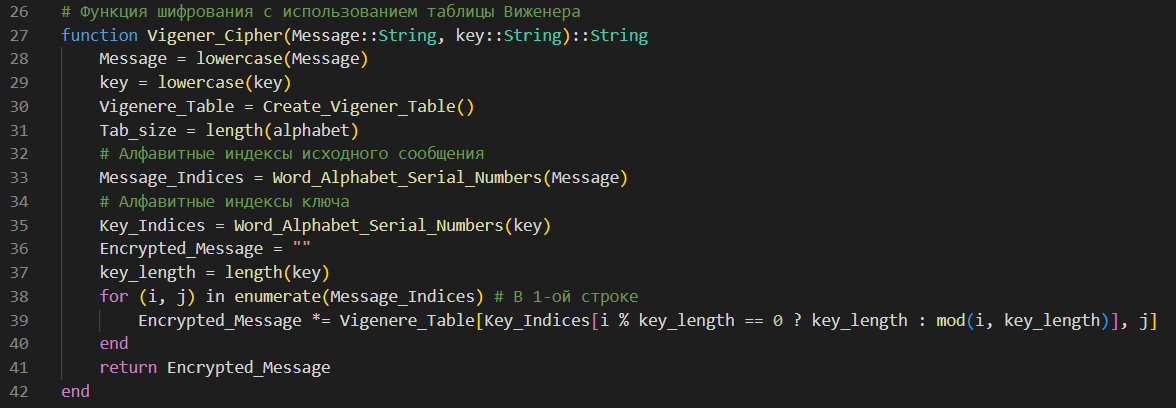 26 # Функция шифрования с использованием таблицы Виженера
27 function Vigener_Cipher(Message::String, key::String)::String
28     Message = lowercase(Message)
29     key = lowercase(key)
30     Vigenere_Table = Create_Vigener_Table()
31     Tab_size = length(alphabet)
32     # Алфавитные индексы исходного сообщения
33     Message_Indices = Word_Alphabet_Serial_Numbers(Message)
34     # Алфавитные индексы ключа
35     Key_Indices = Word_Alphabet_Serial_Numbers(key)
36     Encrypted_Message = ""
37     key_length = length(key)
38     for (i, j) in enumerate(Message_Indices) # В 1-ой строке
39         Encrypted_Message *= Vigenere_Table[Key_Indices[i % key_length == 0 ? key_length : mod(i, key_length)], j]
40     end
41     return Encrypted_Message
42 end